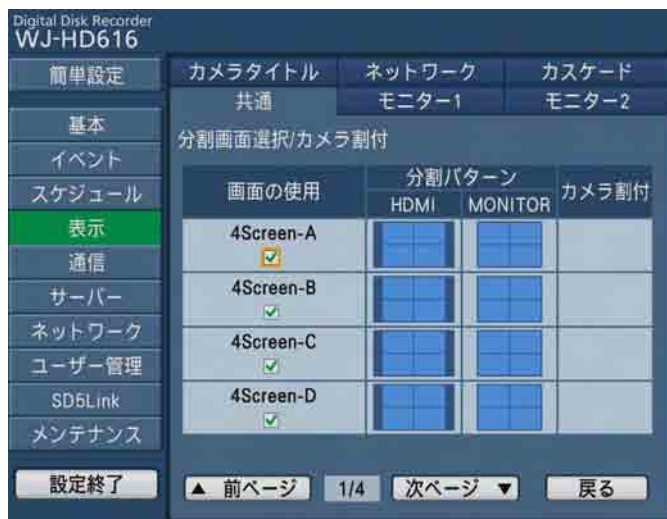 Digital Disk Recorder
WJ-HD616
簡単設定
基本
イベント
スケジュール
表示
通信
サーバー
ネットワーク
ユーザー管理
SD5Link
メンテナンス
設定終了
カメラタイトル ネットワーク カスケード
共通 モニター1 モニター2
分割画面選択/カメラ割付
画面の使用 分割パターン カメラ割付
HDMI MONITOR
4Screen-A
4Screen-B
4Screen-C
4Screen-D
▲ 前ページ 1/4 次ページ ▼ 戻る